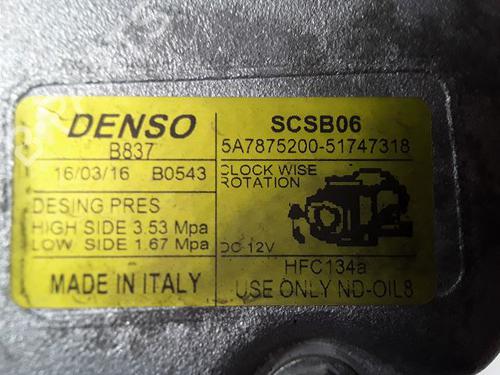 DENSO
B837
16/03/16 B0543
DESING PRES
HIGH SIDE 3.53 Mpa
LOW SIDE 1.67 Mpa
MADE IN ITALY
SCSB06
5A7875200-51747318
CLOCK WISE
ROTATION
DC 12V
HFC134a
USE ONLY ND-OIL8